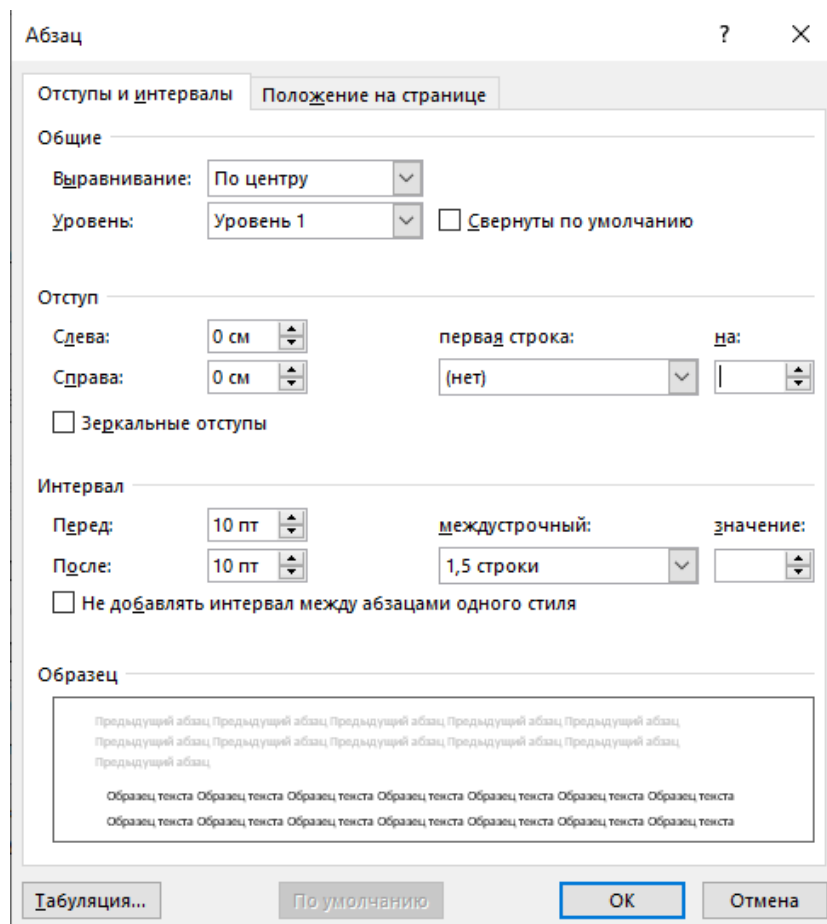 Абзац ?
Отступы и интервалы Положение на странице
Общие
Выравнивание: По центру
Уровень: Уровень 1 Свернуты по умолчанию
Отступ
Слева: 0 см первая строка: на:
Справа: 0 см (нет)
Зеркальные отступы
Интервал
Перед: 10 пт междустрочный: значение:
После: 10 пт 1,5 строки
Не добавлять интервал между абзацами одного стиля
Образец
Предыдущий абзац Предыдущий абзац Предыдущий абзац Предыдущий абзац Предыдущий абзац
Предыдущий абзац Предыдущий абзац Предыдущий абзац Предыдущий абзац Предыдущий абзац
Предыдущий абзац
Образец текста Образец текста Образец текста Образец текста Образец текста Образец текста Образец текста
Образец текста Образец текста Образец текста Образец текста Образец текста Образец текста Образец текста
Табуляция... По умолчанию ОК Отмена